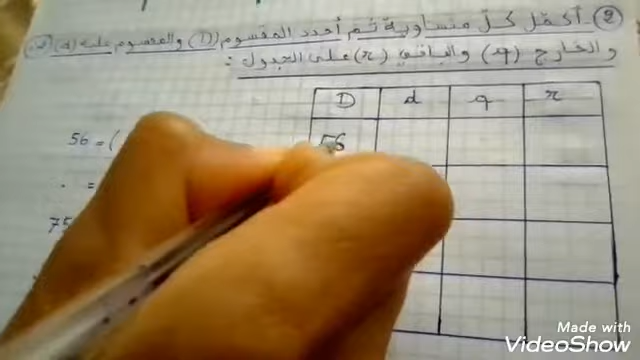 ② أكمل كل متساوية ثم أحدد المقسوم (D) والمقسوم عليه (d)
والخارج (q) والباقي (r) على الجدول :
D d q r
56 = (
56
. =
75
Made with
VideoShow